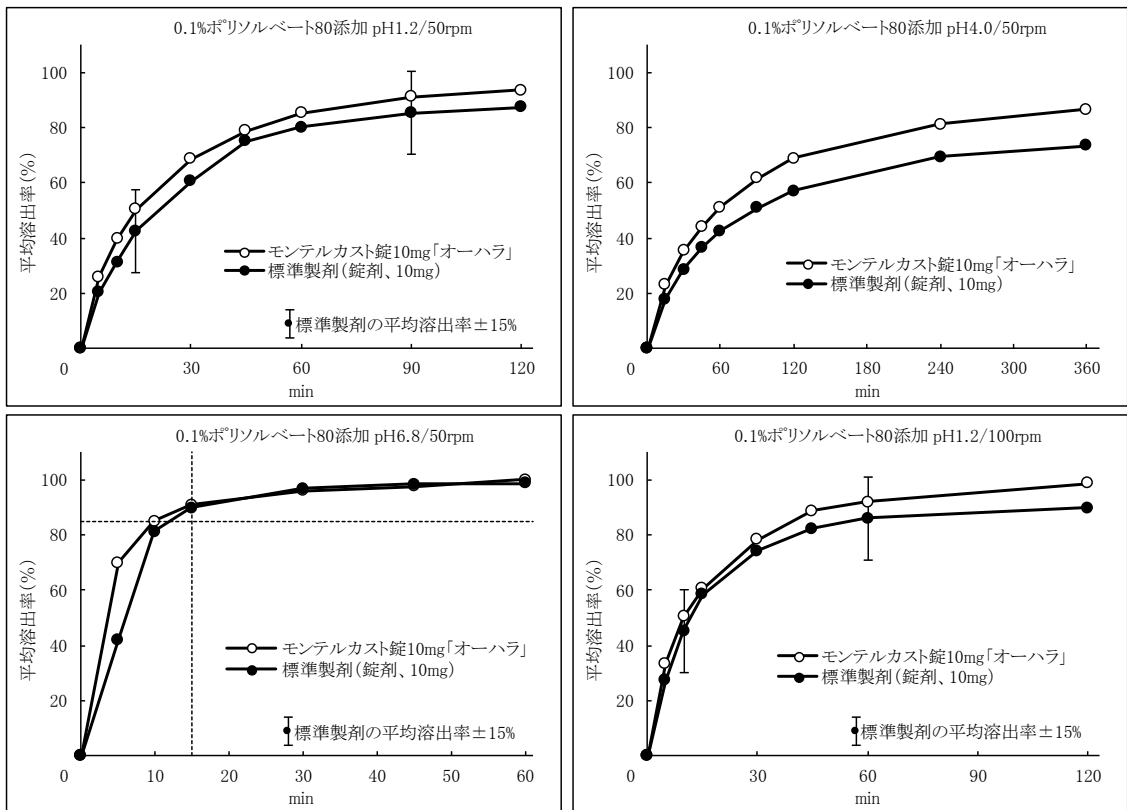 0.1%ポリソルベート80添加 pH1.2/50rpm
平均溶出率(%)
100
80
60
40
20
0
30
60
90
120
min
モンテルカスト錠10mg「オーハラ」
標準製剤(錠剤、10mg)
標準製剤の平均溶出率±15%
0.1%ポリソルベート80添加 pH4.0/50rpm
平均溶出率(%)
100
80
60
40
20
0
60
120
180
240
300
360
min
モンテルカスト錠10mg「オーハラ」
標準製剤(錠剤、10mg)
0.1%ポリソルベート80添加 pH6.8/50rpm
平均溶出率(%)
100
80
60
40
20
0
10
20
30
40
50
60
min
モンテルカスト錠10mg「オーハラ」
標準製剤(錠剤、10mg)
標準製剤の平均溶出率±15%
0.1%ポリソルベート80添加 pH1.2/100rpm
平均溶出率(%)
100
80
60
40
20
0
30
60
90
120
min
モンテルカスト錠10mg「オーハラ」
標準製剤(錠剤、10mg)
標準製剤の平均溶出率±15%